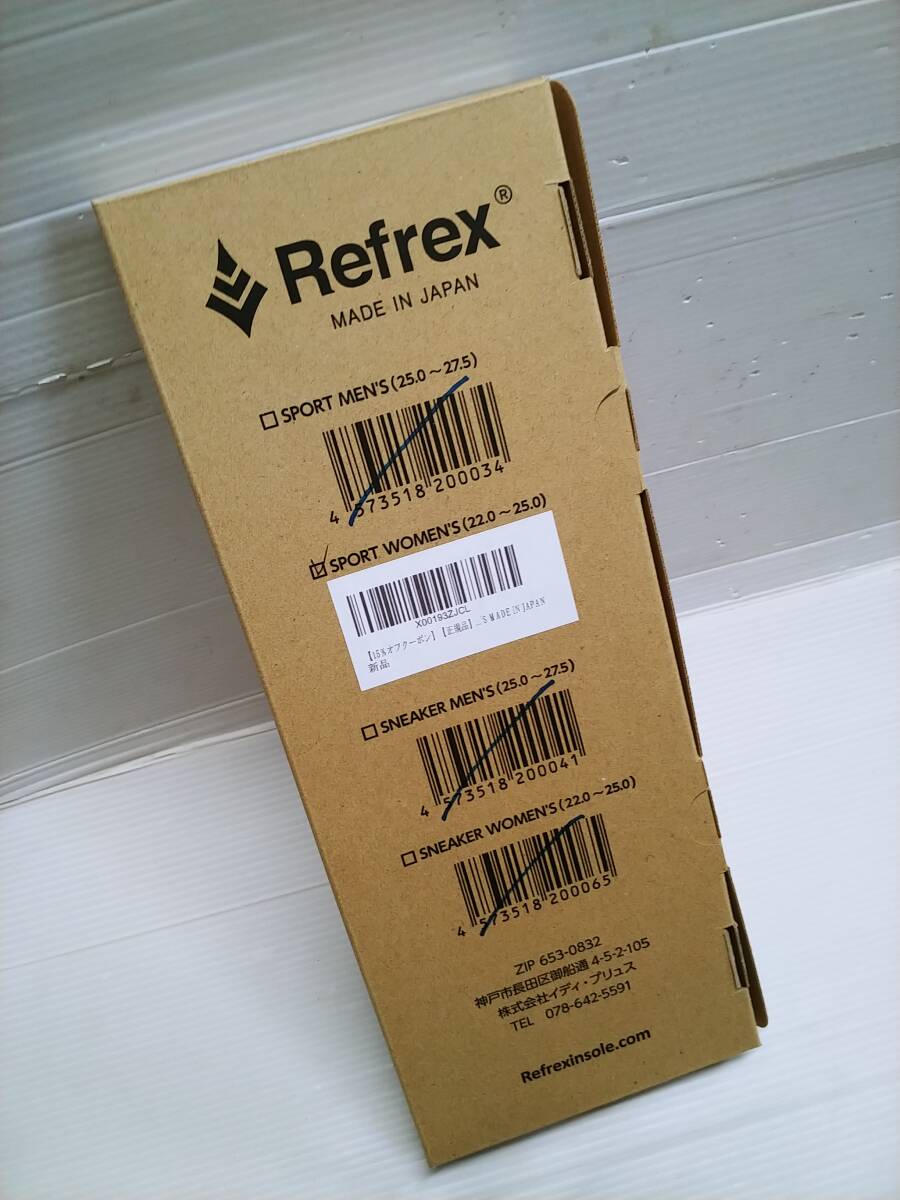 Refrex®
MADE IN JAPAN
SPORT MEN'S (25.0～27.5)
4 573518 200034
SPORT WOMEN'S (22.0～25.0)
X00193ZJCL
【15%オフクーポン】【正規品】...'S MADE IN JAPAN
新品
SNEAKER MEN'S (25.0～27.5)
4 573518 200041
SNEAKER WOMEN'S (22.0～25.0)
4 573518 200065
ZIP 653-0832
神戸市長田区御船通 4-5-2-105
株式会社イディ・プリュス
TEL 078-642-5591
Refrexinsole.com